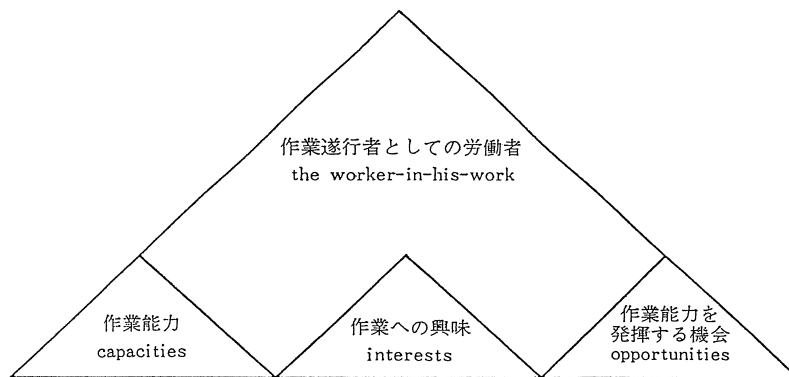 作業遂行者としての労働者
the worker-in-his-work
作業能力
capacities
作業への興味
interests
作業能力を
発揮する機会
opportunities